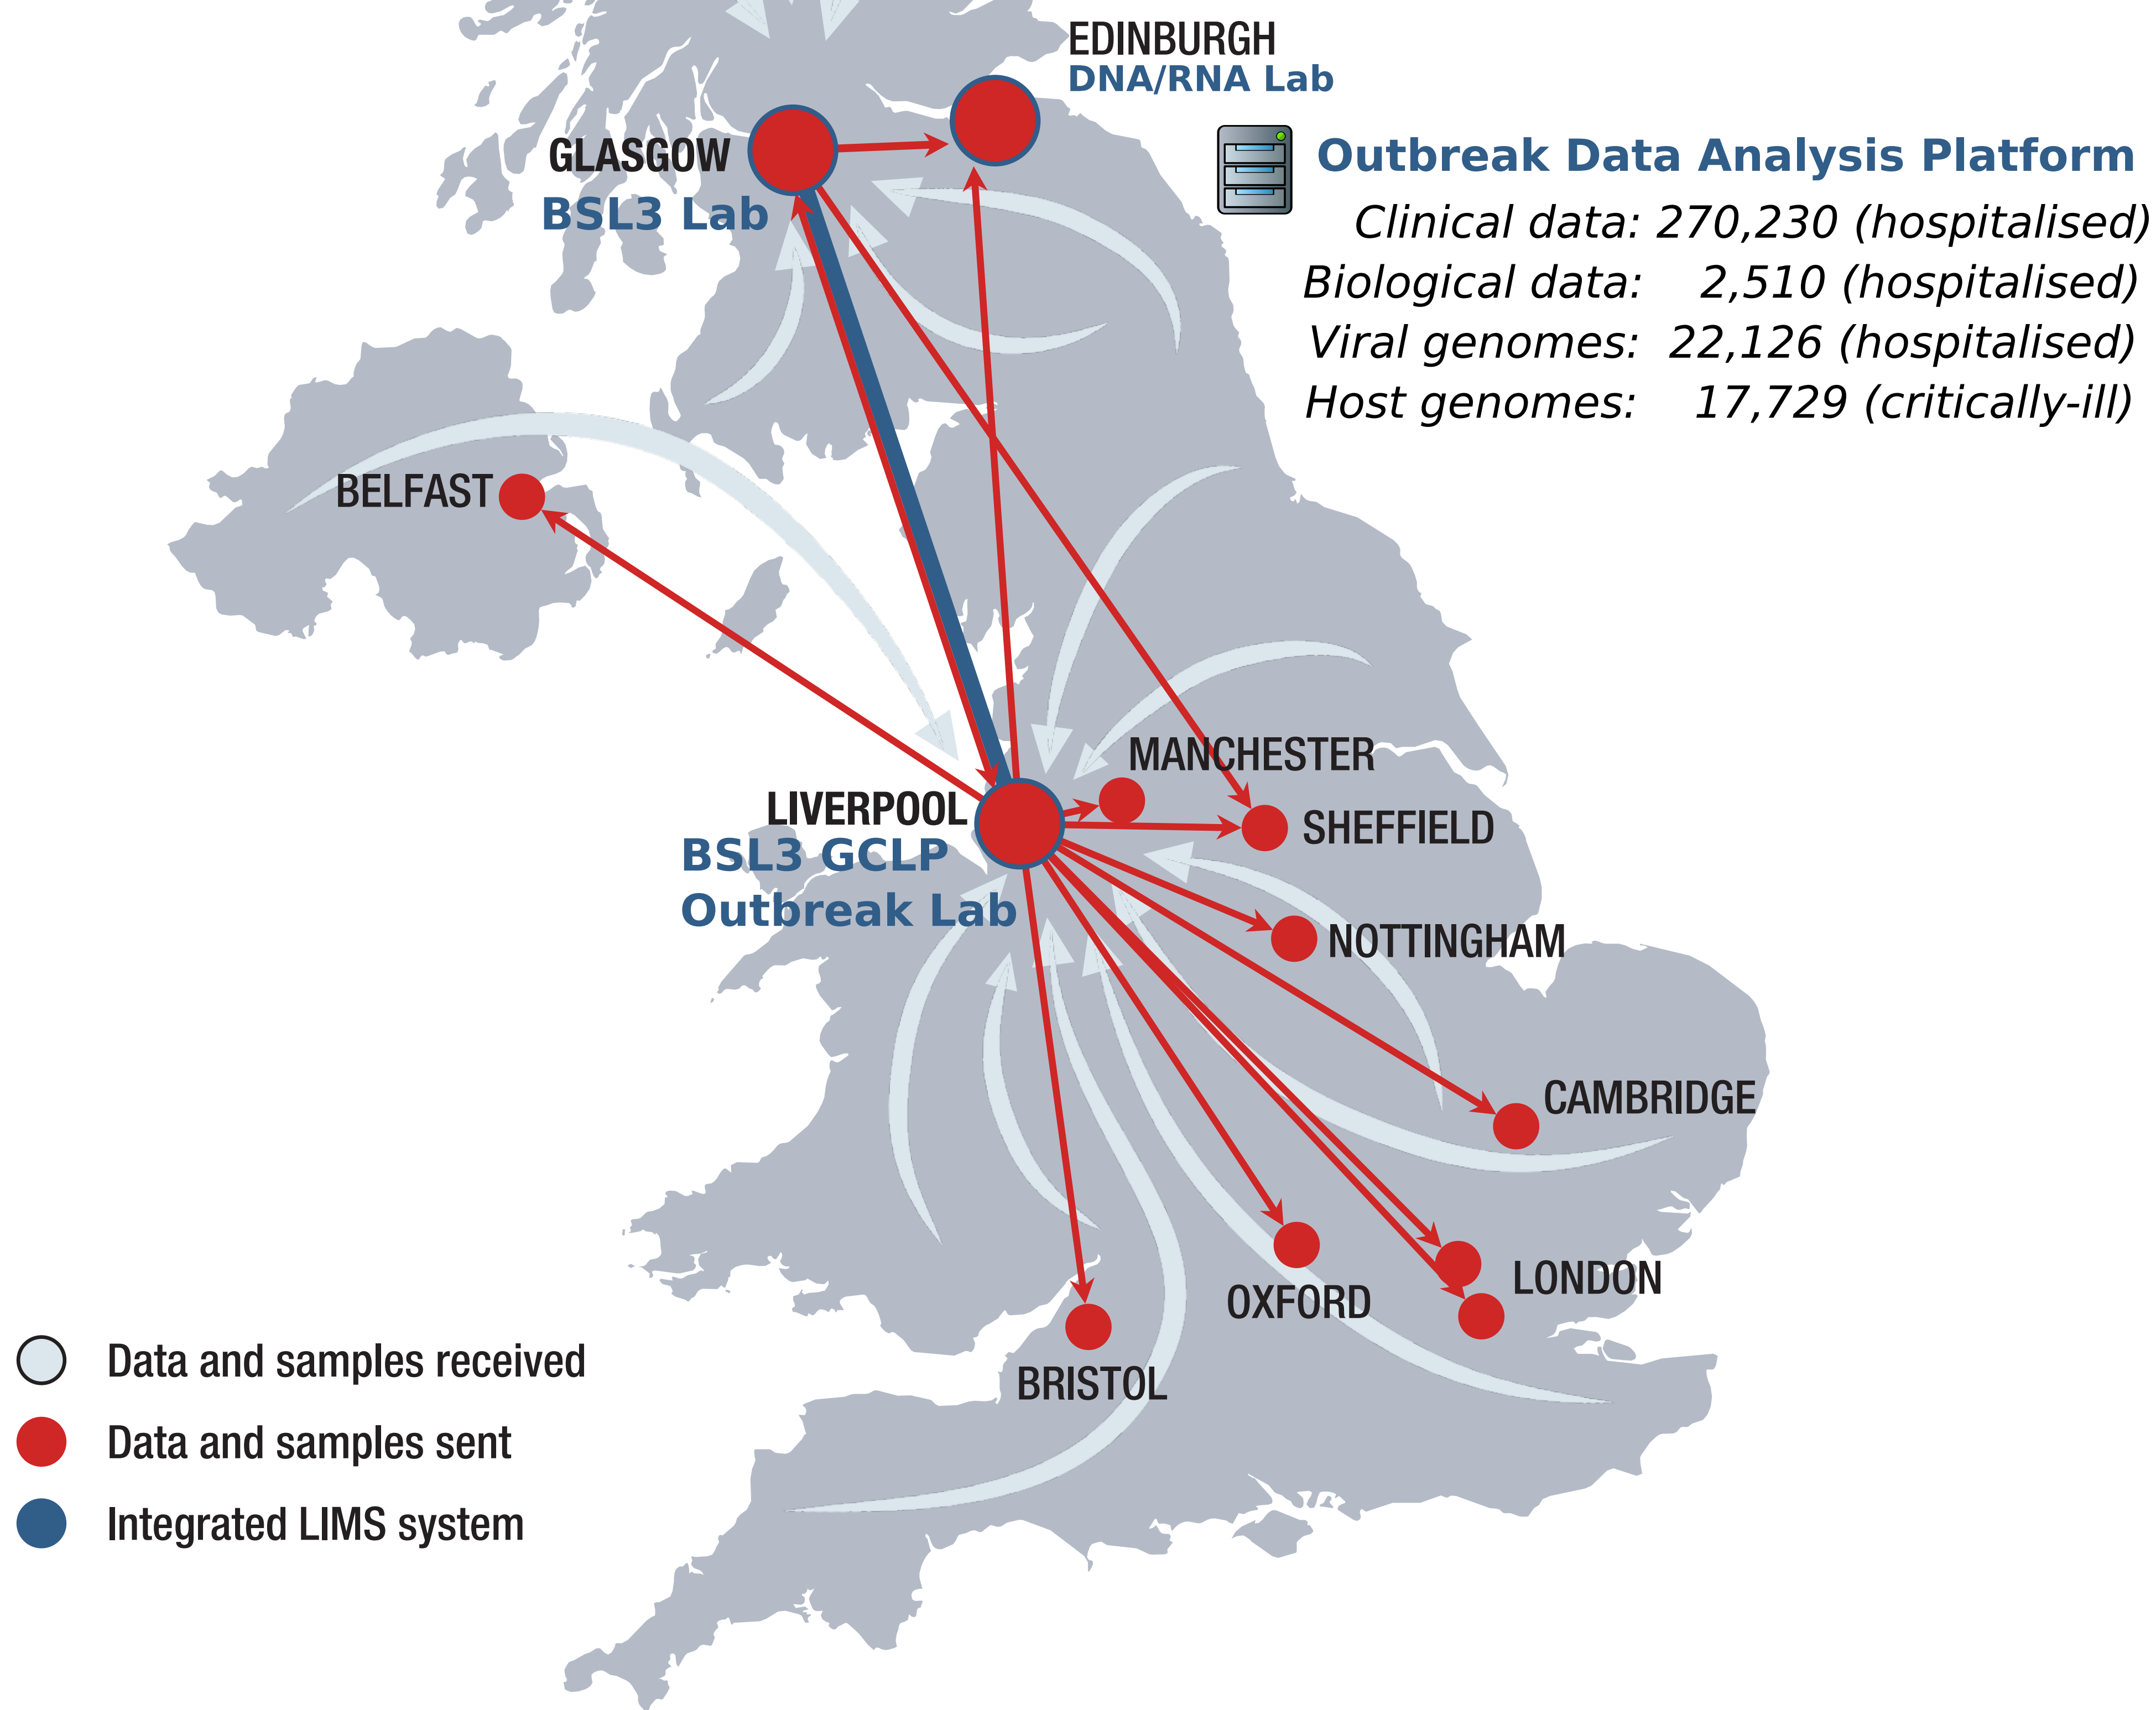 EDINBURGH
DNA/RNA Lab
GLASGOW
BSL3 Lab
Outbreak Data Analysis Platform
Clinical data: 270,230 (hospitalised)
Biological data: 2,510 (hospitalised)
Viral genomes: 22,126 (hospitalised)
Host genomes: 17,729 (critically-ill)
BELFAST
MANCHESTER
LIVERPOOL
BSL3 GCLP
Outbreak Lab
SHEFFIELD
NOTTINGHAM
CAMBRIDGE
LONDON
OXFORD
BRISTOL
Data and samples received
Data and samples sent
Integrated LIMS system